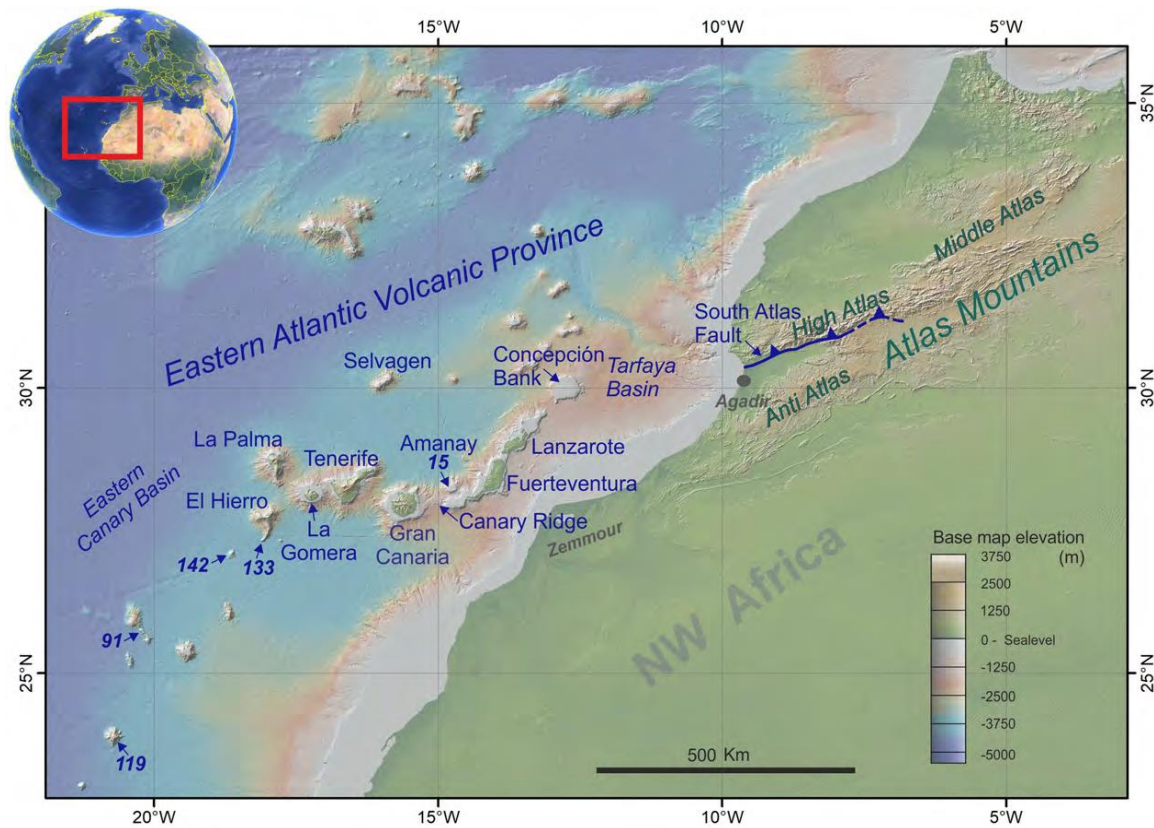 15°W
10°W
5°W
35°N
Middle Atlas
Eastern Atlantic Volcanic Province
Atlas Mountains
South Atlas
Fault
High Atlas
Selvagen
Concepción
Bank
Tarfaya
Basin
30°N
30°N
Agadir
Anti Atlas
La Palma
Tenerife
Amanay
15
Lanzarote
Eastern
Canary Basin
El Hierro
Fuerteventura
La
Gomera
Gran
Canaria
Canary Ridge
Zemmour
142
133
NW Africa
Base map elevation
(m)
3750
2500
1250
0 - Sealevel
-1250
-2500
-3750
-5000
91
25°N
25°N
119
500 Km
20°W
15°W
10°W
5°W